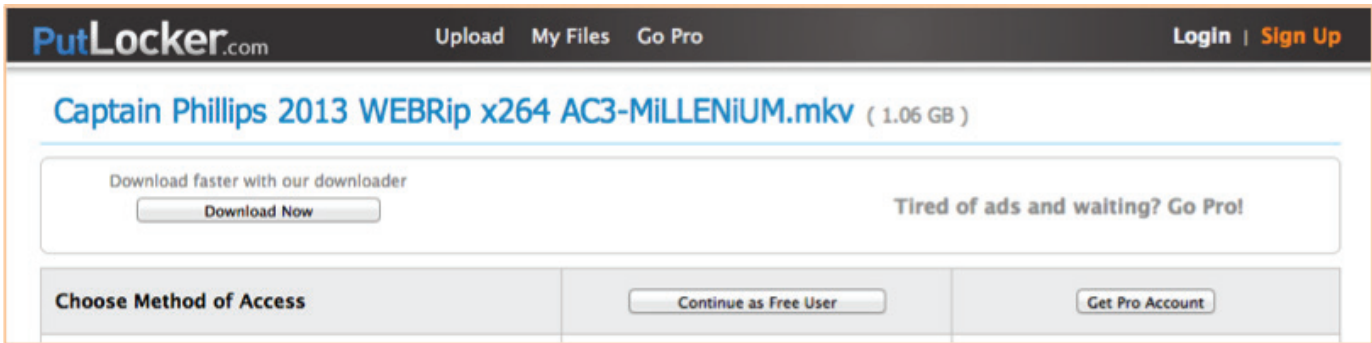 PutLocker.com Upload My Files Go Pro Login | Sign Up
Captain Phillips 2013 WEBRip x264 AC3-MiLLENiUM.mkv ( 1.06 GB )
Download faster with our downloader
Download Now
Tired of ads and waiting? Go Pro!
Choose Method of Access Continue as Free User Get Pro Account